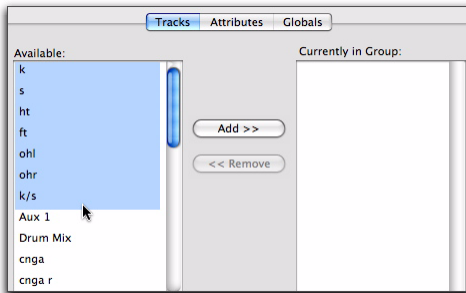 Tracks Attributes Globals
Available:
k
s
ht
ft
ohl
ohr
k/s
Aux 1
Drum Mix
cnga
cnga r
Add >>
<< Remove
Currently in Group: